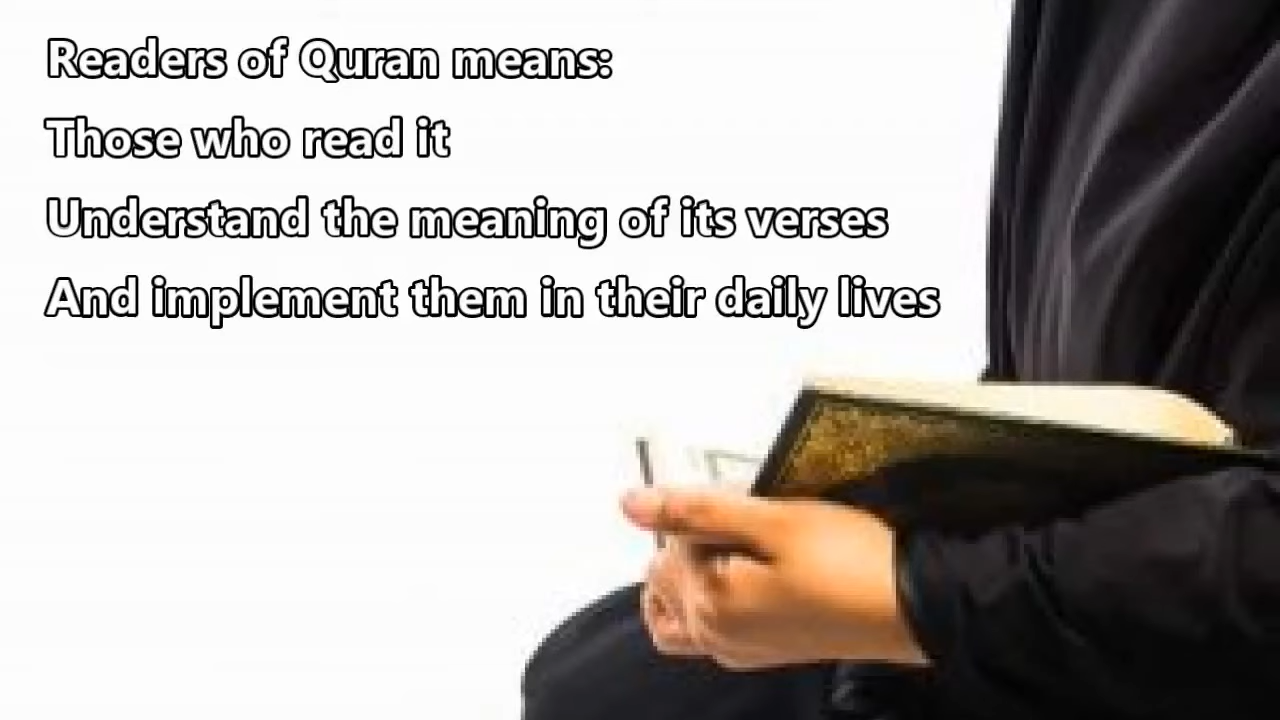 Readers of Quran means:
Those who read it
Understand the meaning of its verses
And implement them in their daily lives